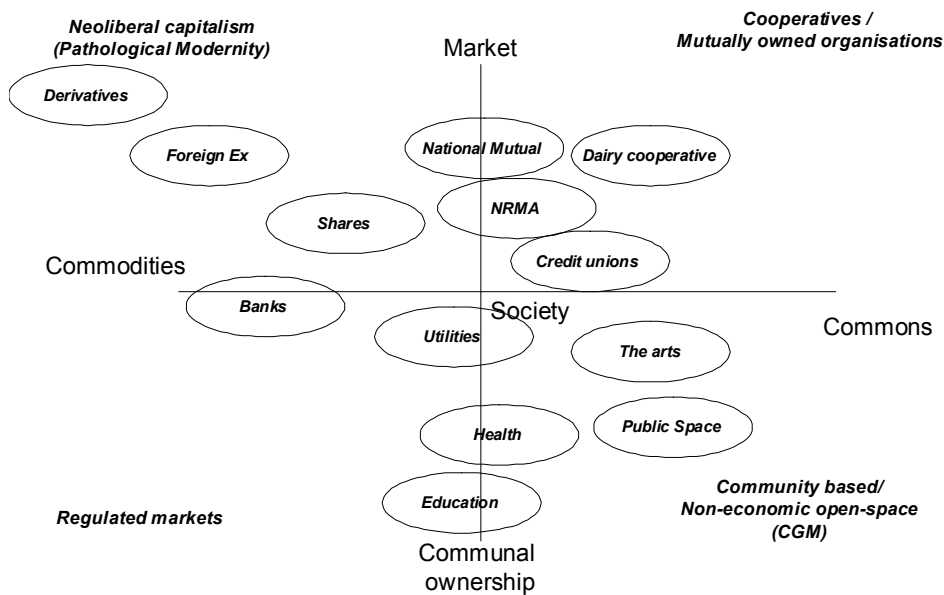 Neoliberal capitalism
(Pathological Modernity)
Cooperatives /
Mutually owned organisations
Market
Derivatives
Foreign Ex
National Mutual
Dairy cooperative
NRMA
Shares
Credit unions
Commodities
Banks
Society
Commons
Utilities
The arts
Health
Public Space
Education
Regulated markets
Community based/
Non-economic open-space
(CGM)
Communal
ownership